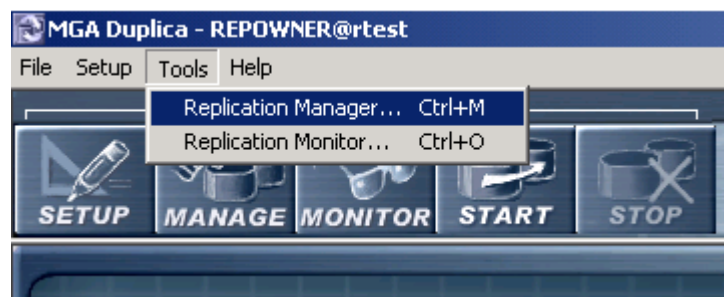 MGA Duplica - REPOWNER@rtest
File Setup Tools Help
Replication Manager... Ctrl+M
Replication Monitor... Ctrl+O
SETUP MANAGE MONITOR START STOP